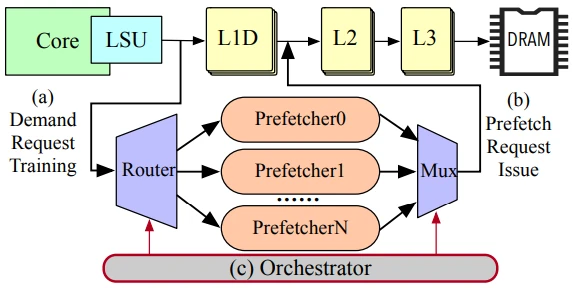 Core
LSU
L1D
L2
L3
DRAM
(a)
Demand
Request
Training
(b)
Prefetch
Request
Issue
Router
Prefetcher0
Prefetcher1
......
PrefetcherN
Mux
(c) Orchestrator